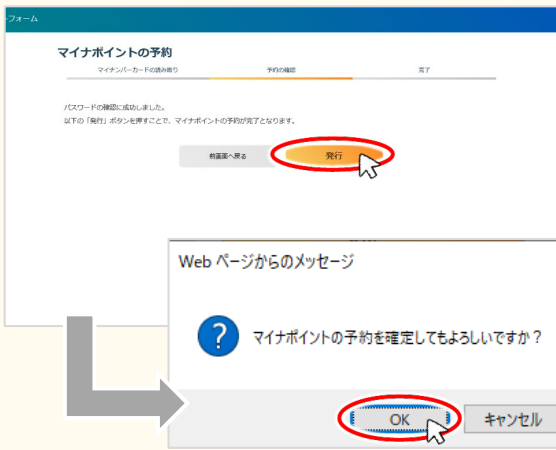 -フォーム
マイナポイントの予約
マイナンバーカードの読み取り 予約の確認 完了
パスワードの確認に成功しました。
以下の「発行」ボタンを押すことで、マイナポイントの予約が完了となります。
前画面へ戻る 発行
Web ページからのメッセージ
マイナポイントの予約を確定してもよろしいですか？
OK キャンセル